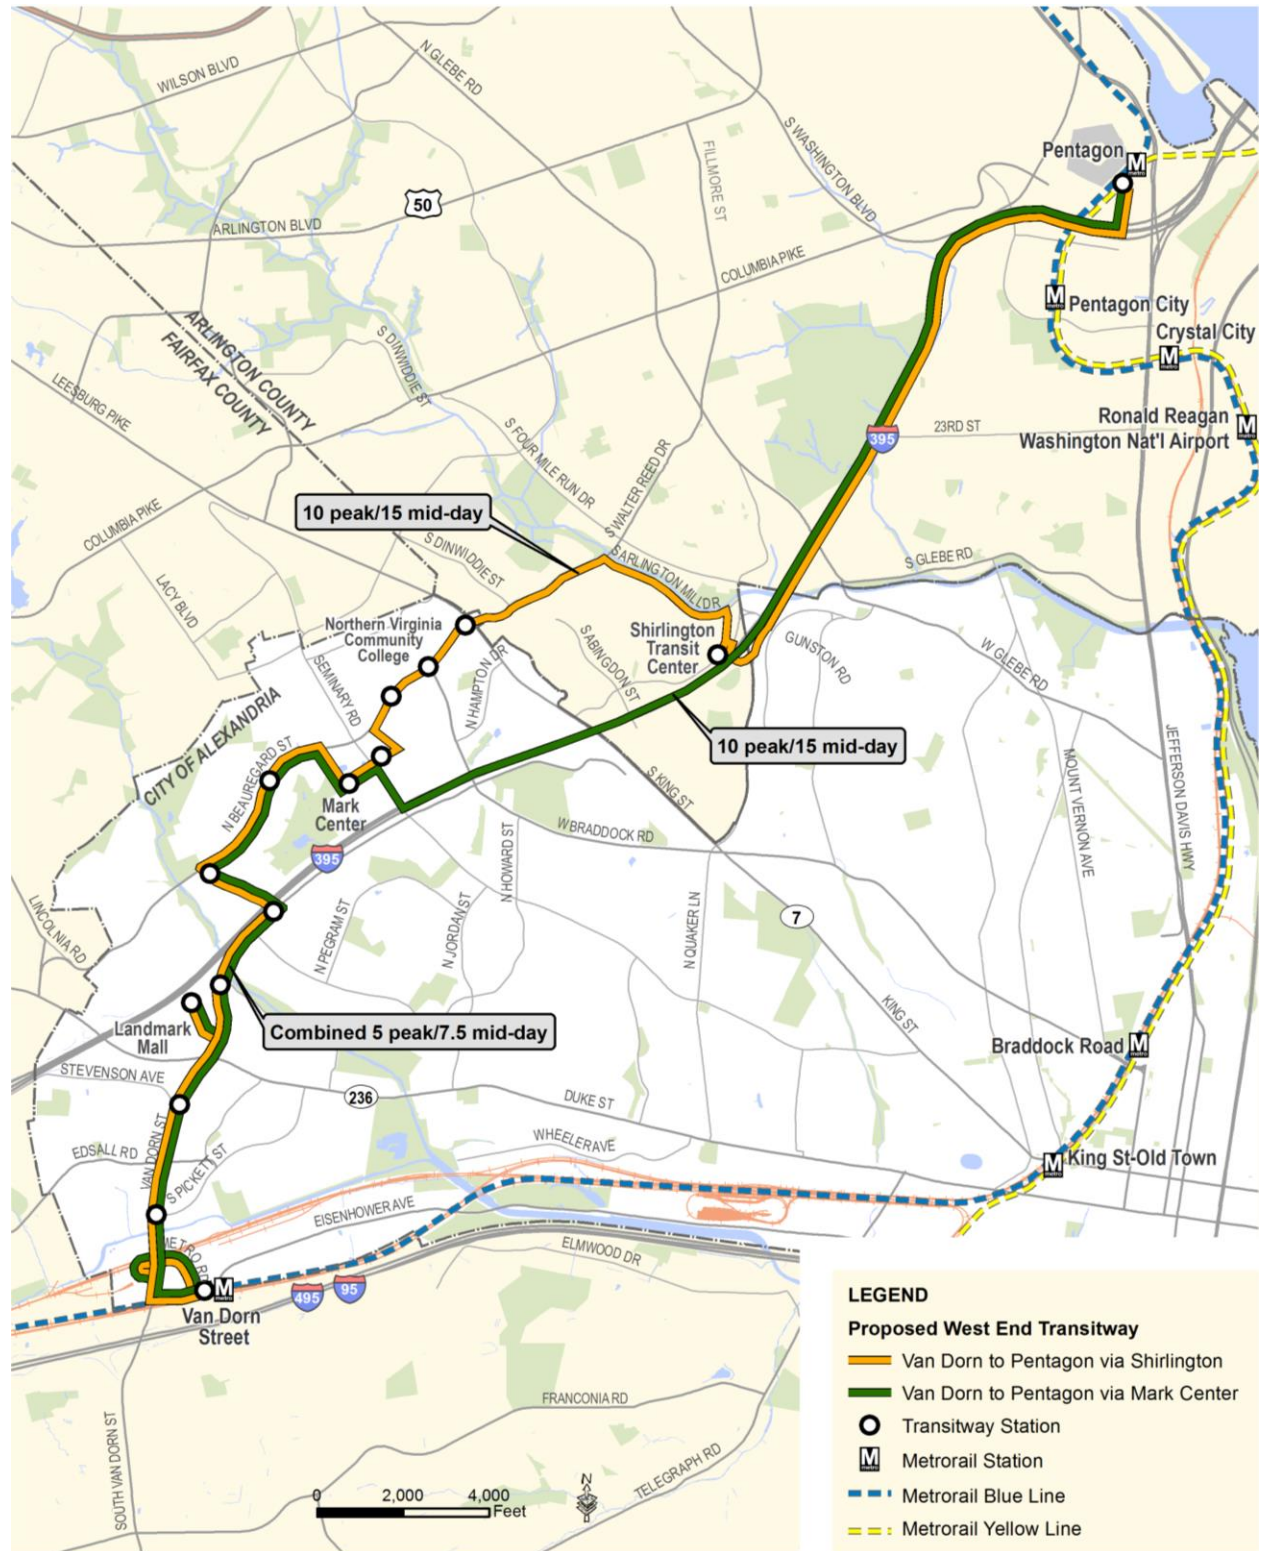 WILSON BLVD
N GLEBE RD
S WASHINGTON BLVD
FILLMORE ST
Pentagon
M
metro
50
ARLINGTON BLVD
COLUMBIA PIKE
M
metro
Pentagon City
Crystal City
M
metro
ARLINGTON COUNTY
FAIRFAX COUNTY
S DINWIDDIE ST
LEESBURG PIKE
Ronald Reagan
Washington Nat'l Airport
M
metro
23RD ST
395
S FOUR MILE RUN DR
S WALTER REED DR
10 peak/15 mid-day
COLUMBIA PIKE
S DINWIDDIE ST
S ARLINGTON MILL DR
S GLEBE RD
LACY BLVD
Northern Virginia
Community
College
Shirlington
Transit
Center
S ABINGDON ST
GUNSTON RD
W GLEBE RD
SEMINARY RD
N HAMPTON DR
CITY OF ALEXANDRIA
10 peak/15 mid-day
JEFFERSON DAVIS HWY
MOUNT VERNON AVE
N BEAUREGARD ST
Mark
Center
S KING ST
W BRADDOCK RD
395
N HOWARD ST
LINCOLNIA RD
N PEGRAM ST
N JORDAN ST
N QUAKER LN
7
KING ST
Landmark
Mall
Combined 5 peak/7.5 mid-day
Braddock Road
M
metro
STEVENSON AVE
236
DUKE ST
EDSALL RD
VAN DORN ST
S PICKETT ST
WHEELER AVE
M
metro
King St-Old Town
EISENHOWER AVE
METRO RD
ELMWOOD DR
M
metro
Van Dorn
Street
495
95
FRANCONIA RD
SOUTH VAN DORN ST
TELEGRAPH RD
0
2,000
4,000
Feet
N
LEGEND
Proposed West End Transitway
Van Dorn to Pentagon via Shirlington
Van Dorn to Pentagon via Mark Center
Transitway Station
M
metro
Metrorail Station
Metrorail Blue Line
Metrorail Yellow Line